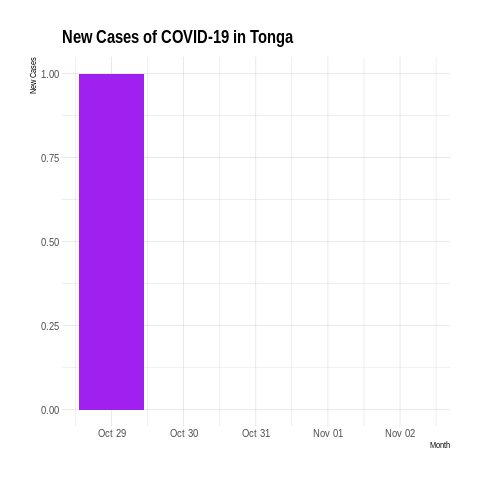 New Cases of COVID-19 in Tonga
New Cases
1.00
0.75
0.50
0.25
0.00
Oct 29 Oct 30 Oct 31 Nov 01 Nov 02
Month